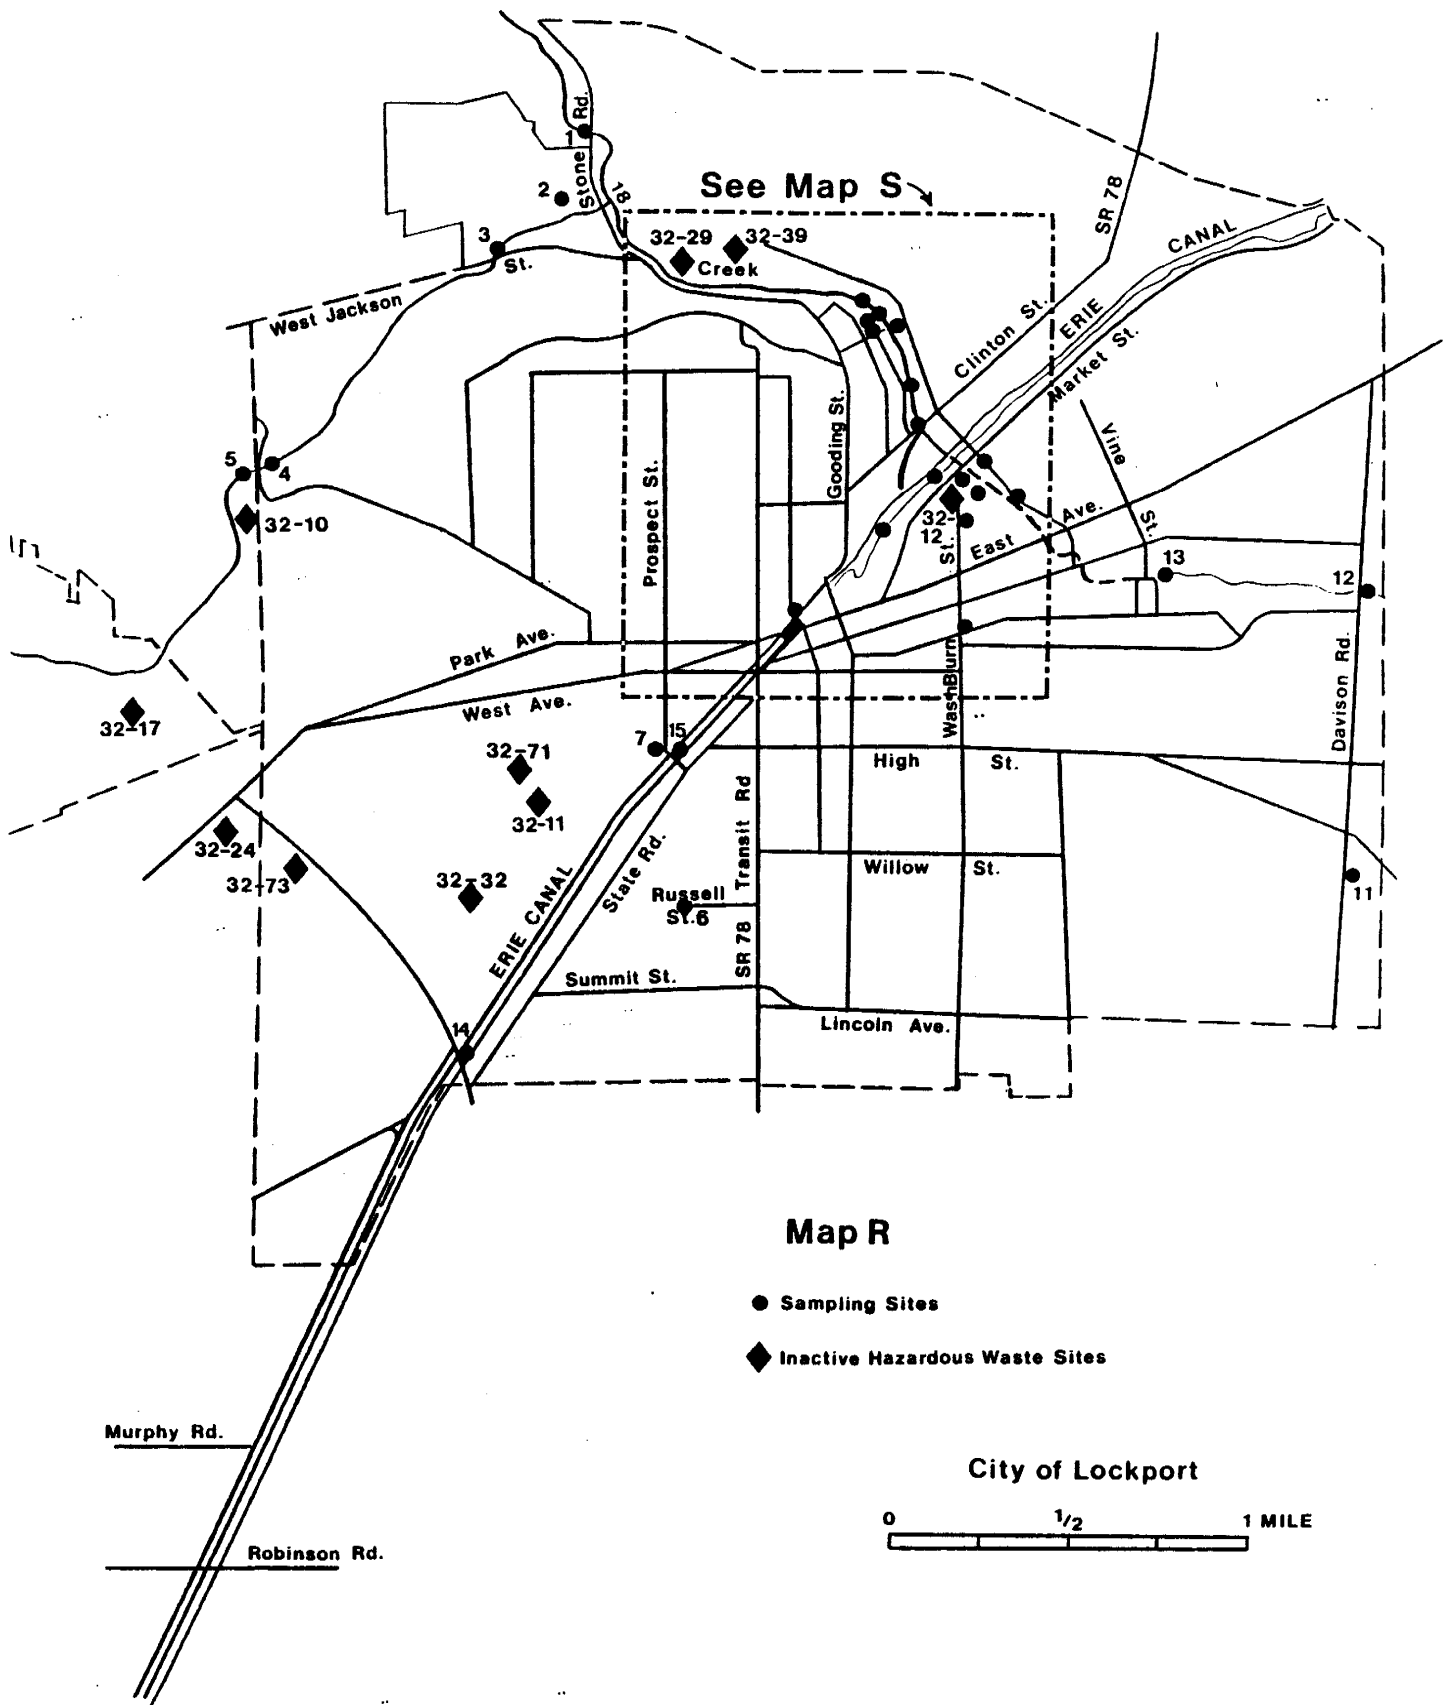 Stone Rd.
1
2
18
See Map S
SR 78
3
32-29
32-39
CANAL
Creek
St.
West Jackson
Clinton St.
ERIE
Market St.
Gooding St.
Vine St.
5
4
Prospect St.
32-10
32-12
Ave.
East
St.
13
12
Park Ave.
WashBurn
Davison Rd.
West Ave.
32-17
7
15
32-71
High St.
32-11
SR 78 Transit Rd
32-24
State Rd.
Willow St.
32-73
32-32
Russell
St.6
11
ERIE CANAL
Summit St.
Lincoln Ave.
14
Map R
Sampling Sites
Inactive Hazardous Waste Sites
Murphy Rd.
City of Lockport
0 1/2 1 MILE
Robinson Rd.